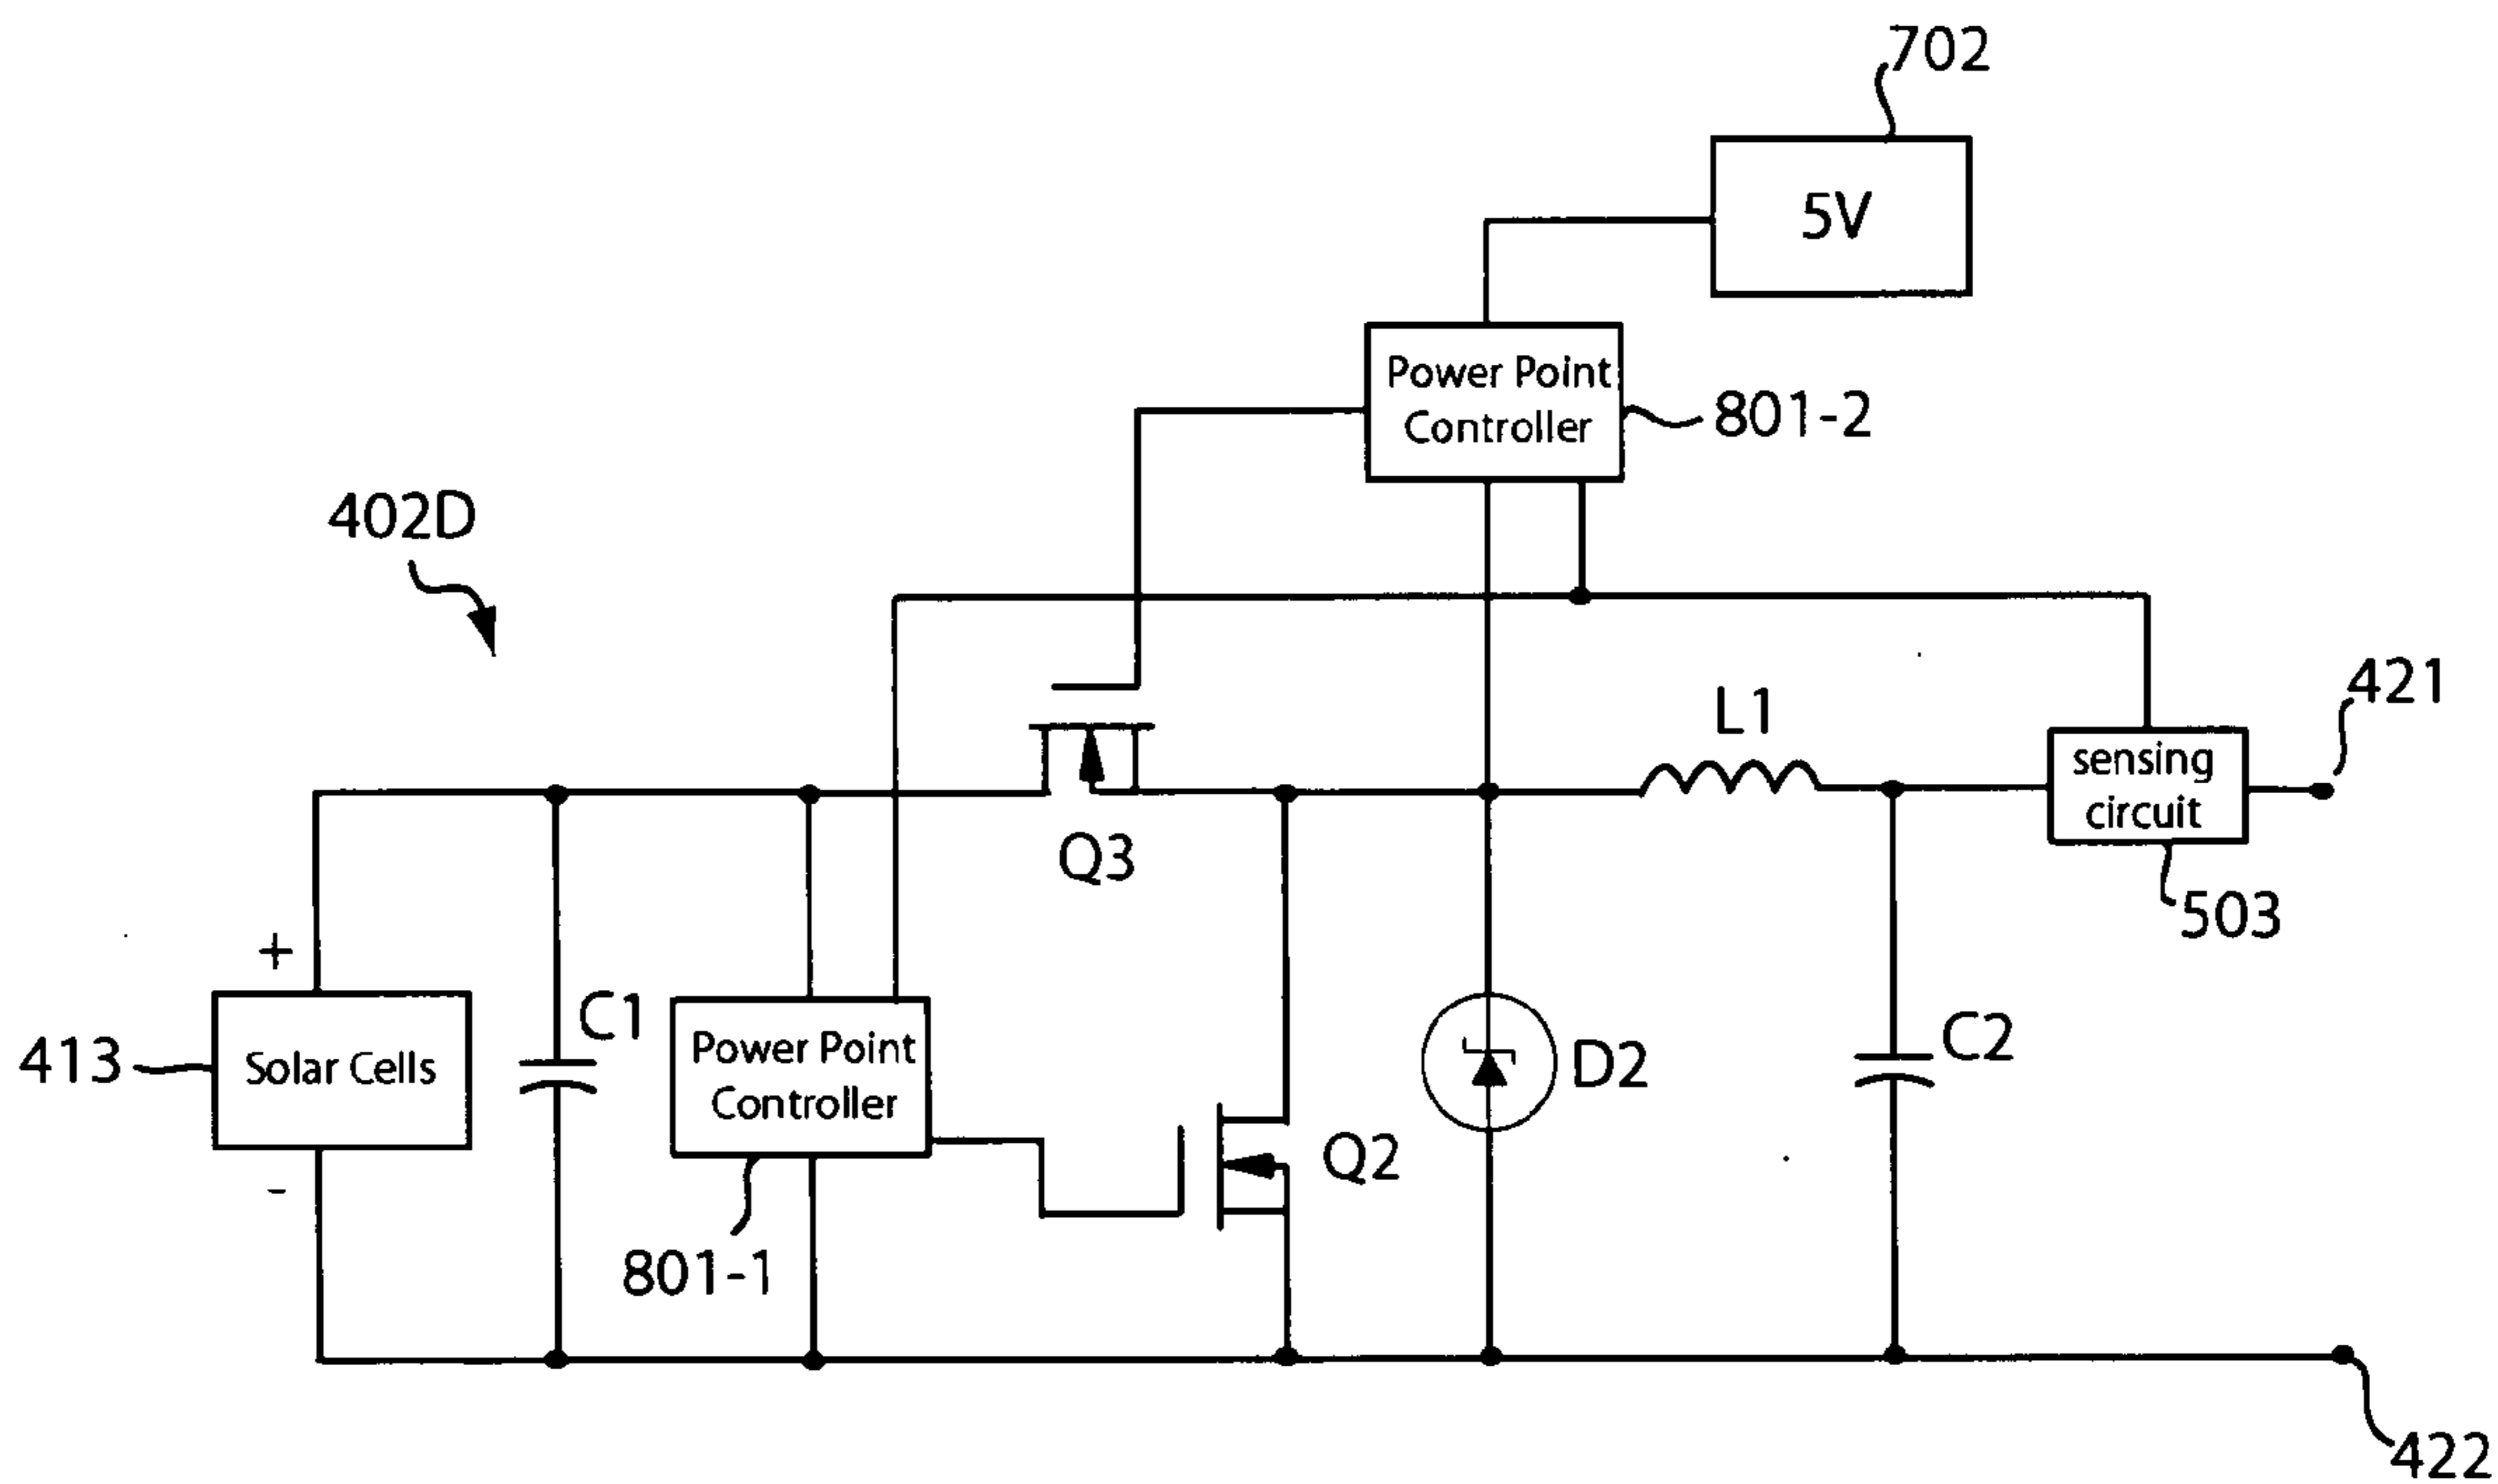 702
5V
Power Point
Controller
801-2
402D
421
L1
sensing
circuit
Q3
503
+
C1
413
Solar Cells
Power Point
Controller
D2
C2
Q2
-
801-1
422